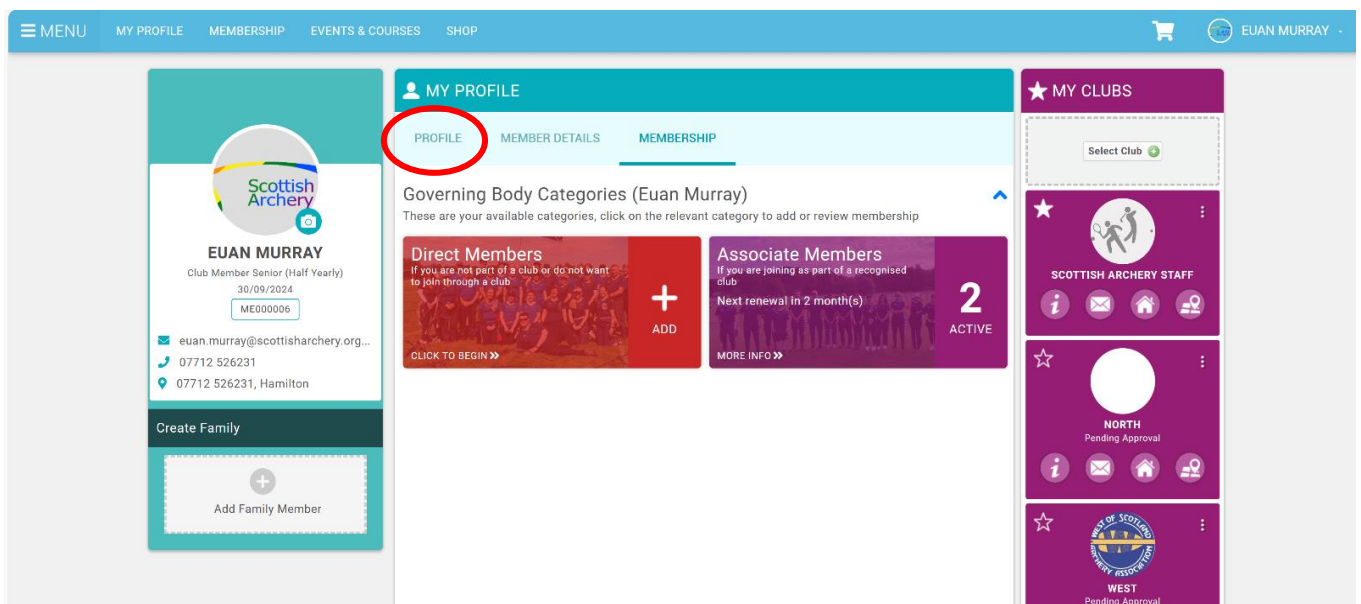 MENU
MY PROFILE
MEMBERSHIP
EVENTS & COURSES
SHOP
EUAN MURRAY
Scottish
Archery
EUAN MURRAY
Club Member Senior (Half Yearly)
30/09/2024
ME000006
euan.murray@scottisharchery.org...
07712 526231
07712 526231, Hamilton
Create Family
Add Family Member
MY PROFILE
PROFILE
MEMBER DETAILS
MEMBERSHIP
Governing Body Categories (Euan Murray)
These are your available categories, click on the relevant category to add or review membership
Direct Members
If you are not part of a club or do not want
to join through a club
+
ADD
CLICK TO BEGIN »
Associate Members
If you are joining as part of a recognised
club
Next renewal in 2 month(s)
2
ACTIVE
MORE INFO »
MY CLUBS
Select Club
SCOTTISH ARCHERY STAFF
NORTH
Pending Approval
WEST OF SCOTLAND
ARCHERY ASSOCIATION
WEST
Pending Approval